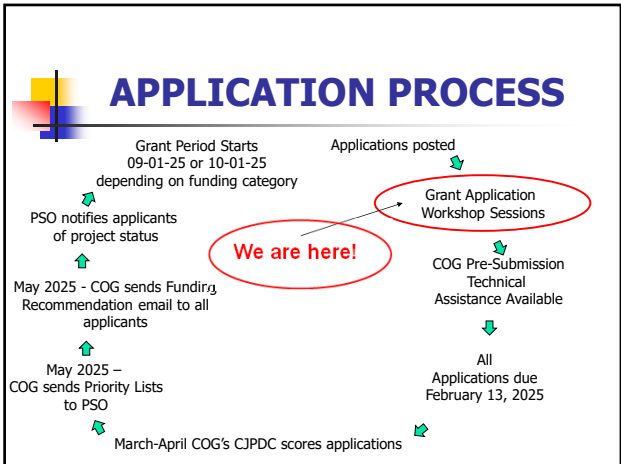 APPLICATION PROCESS
Applications posted
Grant Application
Workshop Sessions
We are here!
COG Pre-Submission
Technical
Assistance Available
All
Applications due
February 13, 2025
March-April COG's CJPDC scores applications
May 2025 –
COG sends Priority Lists
to PSO
May 2025 - COG sends Funding
Recommendation email to all
applicants
PSO notifies applicants
of project status
Grant Period Starts
09-01-25 or 10-01-25
depending on funding category